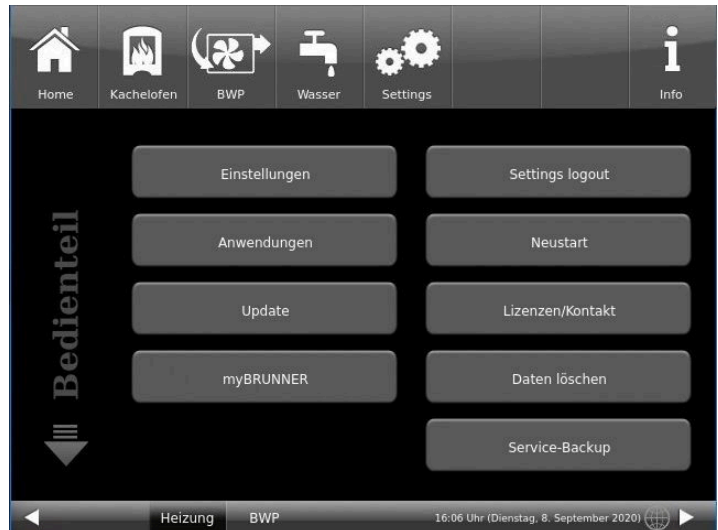 Home
Kachelofen
BWP
Wasser
Settings
Info
Bedienteil
Einstellungen
Settings logout
Anwendungen
Neustart
Update
Lizenzen/Kontakt
myBRUNNER
Daten löschen
Service-Backup
Heizung
BWP
16:06 Uhr (Dienstag, 8. September 2020)